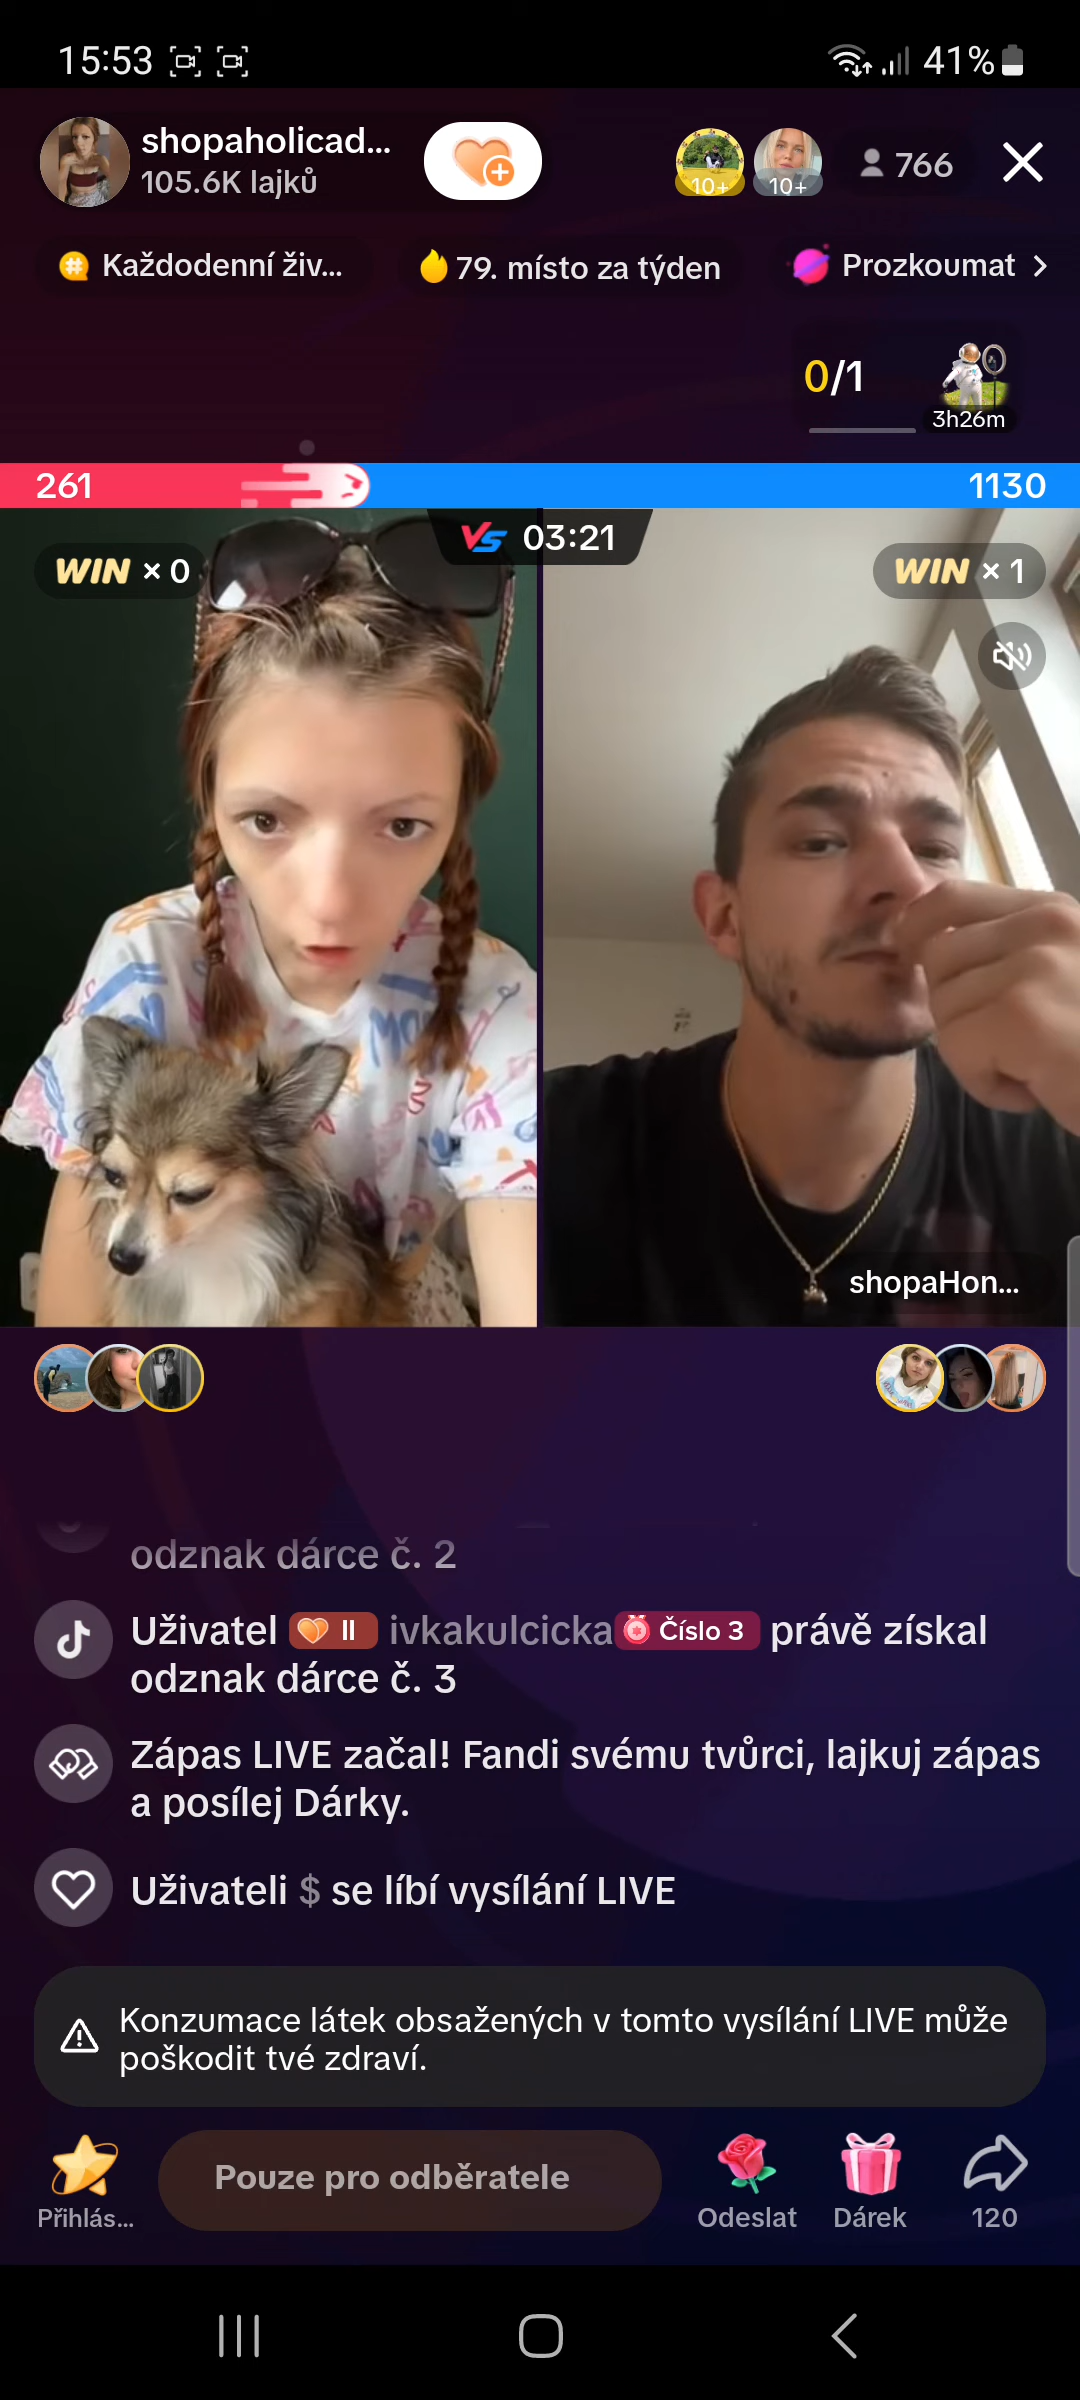 15:53
41%
shopaholicad...
105.6K lajků
10+
10+
766
Každodenní živ...
79. místo za týden
Prozkoumat
0/1
3h26m
261
1130
VS 03:21
WIN × 0
WIN × 1
shopaHon...
odznak dárce č. 2
Uživatel II ivkakulcicka Číslo 3 právě získal
odznak dárce č. 3
Zápas LIVE začal! Fandi svému tvůrci, lajkuj zápas
a posílej Dárky.
Uživateli $ se líbí vysílání LIVE
Konzumace látek obsažených v tomto vysílání LIVE může
poškodit tvé zdraví.
Přihlás...
Pouze pro odběratele
Odeslat
Dárek
120